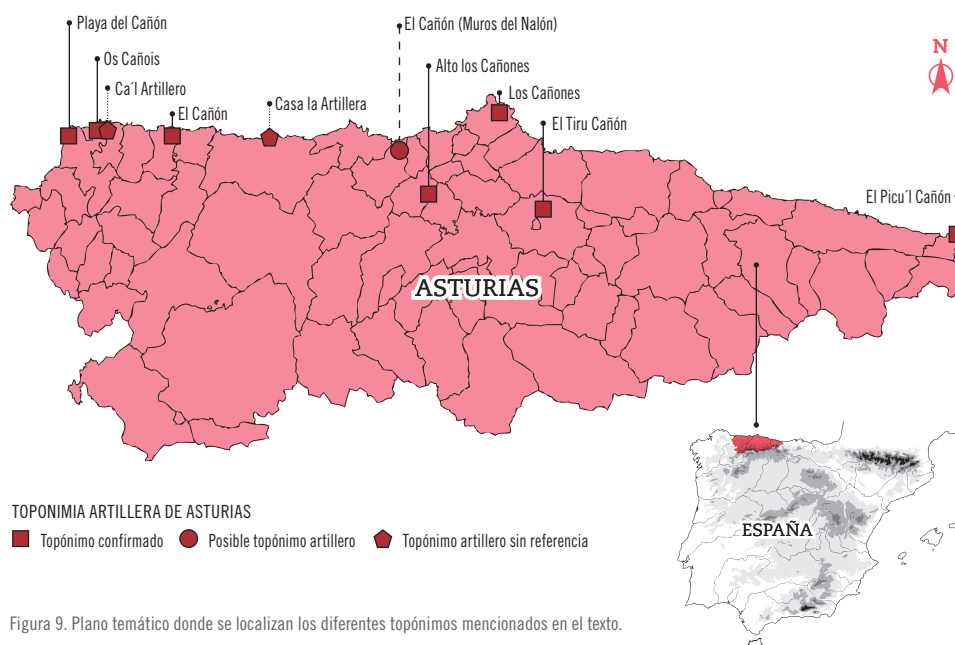 Playa del Cañón
El Cañón (Muros del Nalón)
Os Cañois
Alto los Cañones
N
Ca´l Artillero
Los Cañones
El Cañón
Casa la Artillera
El Tiru Cañón
El Picu´l Cañón
ASTURIAS
TOPONIMIA ARTILLERA DE ASTURIAS
Topónimo confirmado
Posible topónimo artillero
Topónimo artillero sin referencia
ESPAÑA
Figura 9. Plano temático donde se localizan los diferentes topónimos mencionados en el texto.